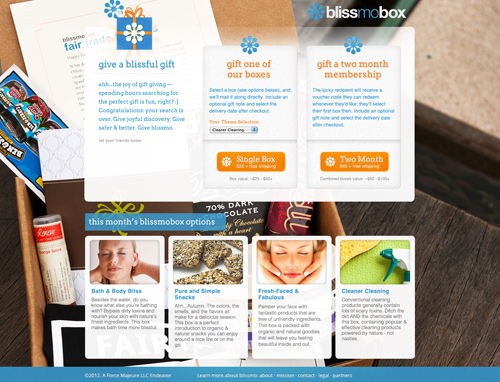 blissmobox
blissmo
fair trade
give a blissful gift
ahh...the joy of gift giving —
spending hours searching for
the perfect gift is fun, right? :)
Congratulations: your search is
over. Give joyful discovery. Give
safer & better. Give blissmo.
let your friends know:
gift one of
our boxes
Select a box (see options below), and
we'll mail it along directly. Include an
optional gift note and select the
delivery date after checkout.
Your Theme Selection
Cleaner Cleaning
Single Box
+ free shipping
gift a two month
membership
The lucky recipient will receive a
voucher code they can redeem
whenever they'd like; they'll select
their first box then. Include an optional
gift note and select the delivery
date after checkout.
Two Month
+ free shipping
70% DARK
CHOCOLATE
this month's blissmobox options
Bath & Body Bliss
Besides the water, do you
know what else you're bathing
with? Bypass dirty toxins and
nourish your skin with nature's
finest ingredients. This box
makes bath time more blissful.
Pure and Simple
Snacks
Ahh...Autumn. The colors, the
smells, and the flavors all
make for a delicious season.
This box is a perfect
introduction to organic &
natural snacks you can enjoy
around a nice fire or on the
go.
Fresh-Faced &
Fabulous
Pamper your face with
fantastic products that are
free of unfriendly ingredients.
This box is packed with
organic and natural goodies
that will leave you feeling
beautiful inside and out.
Cleaner Cleaning
Conventional cleaning
products generally contain
lots of scary toxins. Ditch the
dirt AND the chemicals with
this box, containing popular &
effective cleaning products
powered by nature - not
nasties.
©2012. A Force Majeure LLC Endeavor
Learn more about blissmo: about · mission · contact · legal · partners